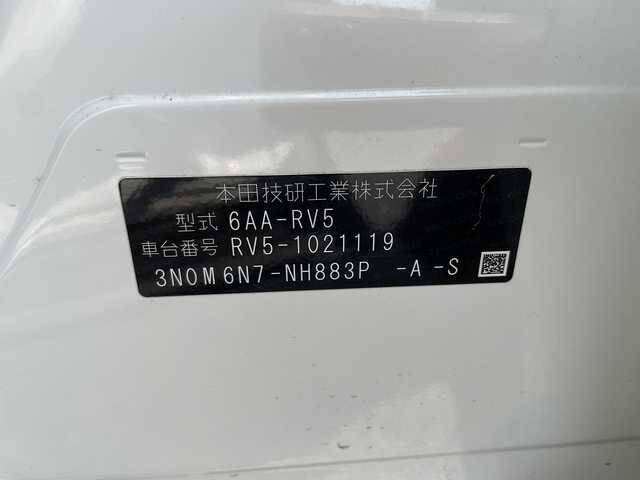 本田技研工業株式会社
型式 6AA-RV5
車台番号 RV5-1021119
3N0M6N7-NH883P -A -S